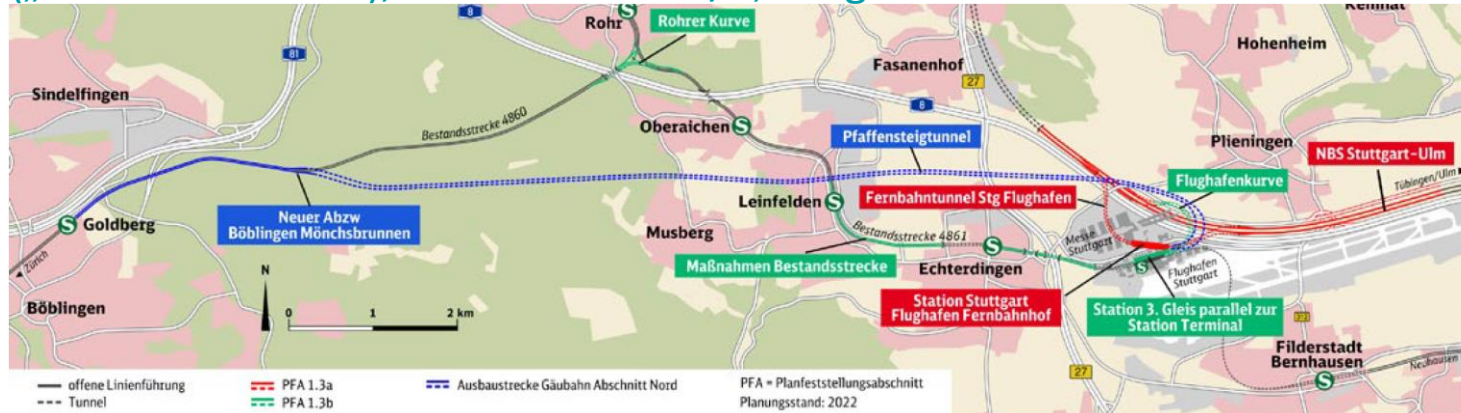 8
Rohr
Rohrer Kurve
81
Fasanenhof
27
Hohenheim
Sindelfingen
Bestandsstrecke 4860
8
Oberaichen
Pfaffensteigtunnel
Plieningen
NBS Stuttgart–Ulm
Fernbahntunnel Stg Flughafen
Flughafenkurve
Tübingen/Ulm
Goldberg
Neuer Abzw
Böblingen Mönchsbrunnen
Leinfelden
Musberg
Bestandsstrecke 4861
Messe
Stuttgart
Zürich
Maßnahmen Bestandsstrecke
Echterdingen
Flughafen
Stuttgart
N
Böblingen
0 1 2 km
Station Stuttgart
Flughafen Fernbahnhof
Station 3. Gleis parallel zur
Station Terminal
312
Filderstadt
Bernhausen
Neuhausen
27
S
S
S
S
S
S
offene Linienführung
Tunnel
PFA 1.3a
PFA 1.3b
Ausbaustrecke Gäubahn Abschnitt Nord
PFA = Planfeststellungsabschnitt
Planungsstand: 2022